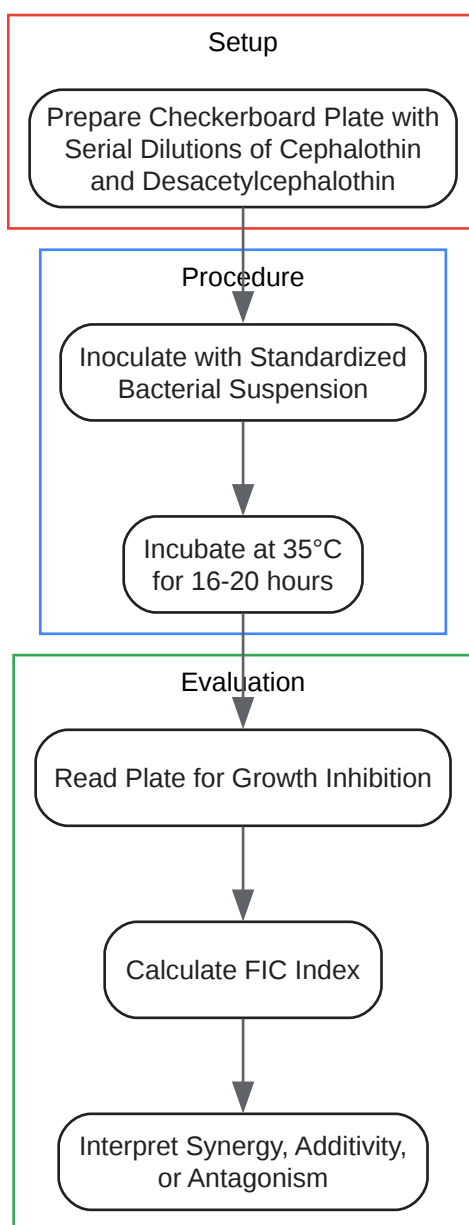 Setup
Prepare Checkerboard Plate with
Serial Dilutions of Cephalothin
and Desacetylcephalothin
Procedure
Inoculate with Standardized
Bacterial Suspension
Incubate at 35°C
for 16-20 hours
Evaluation
Read Plate for Growth Inhibition
Calculate FIC Index
Interpret Synergy, Additivity,
or Antagonism